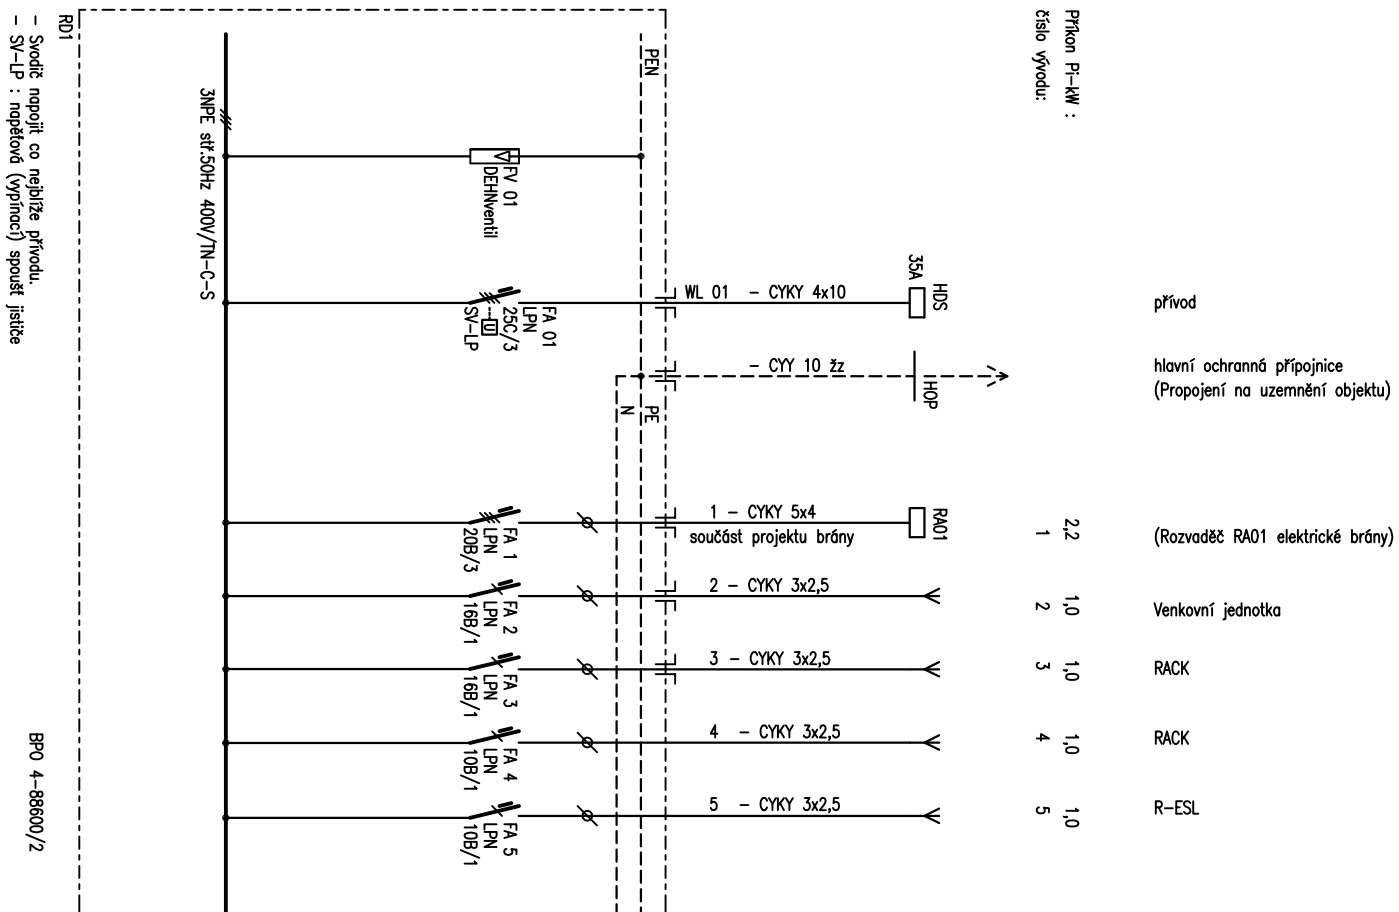 Příkon Pi-kW :
číslo vývodu:
RD1
- Svodič napojit co nejblíže přívodu.
- SV-LP : napěťová (vypínací) spoušť jističe
BPO 4-88600/2
3NPE stř.50Hz 400V/TN-C-S
PEN
FV 01
DEHNventil
FA 01
LPN
25C/3
U
SV-LP
WL 01 - CYKY 4x10
HDS
35A
přívod
- CYY 10 žz
HOP
hlavní ochranná přípojnice
(Propojení na uzemnění objektu)
PE
N
FA 1
LPN
20B/3
1 - CYKY 5x4
součást projektu brány
RA01
2,2
1
(Rozvaděč RA01 elektrické brány)
FA 2
LPN
16B/1
2 - CYKY 3x2,5
1,0
2
Venkovní jednotka
FA 3
LPN
16B/1
3 - CYKY 3x2,5
1,0
3
RACK
FA 4
LPN
10B/1
4 - CYKY 3x2,5
1,0
4
RACK
FA 5
LPN
10B/1
5 - CYKY 3x2,5
1,0
5
R-ESL